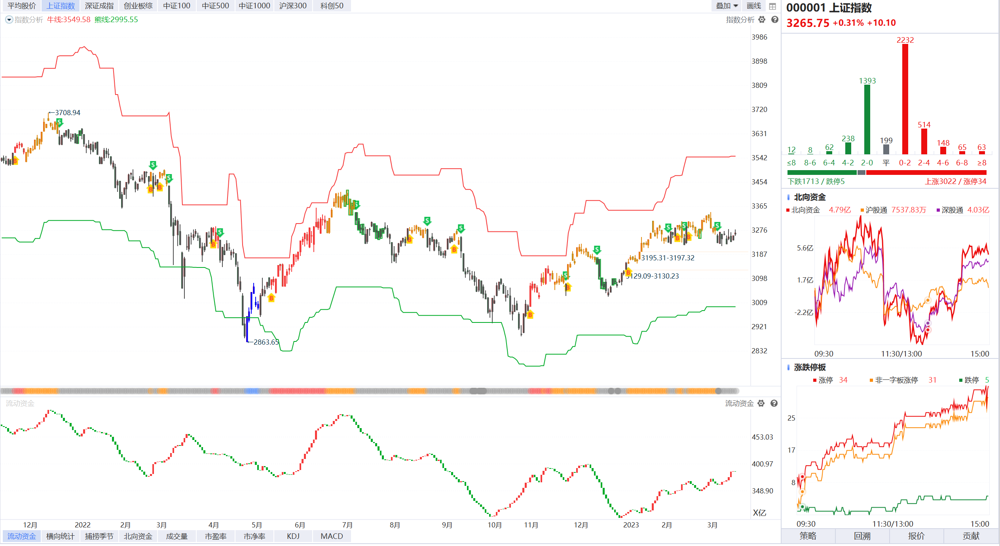 平均股价 上证指数 深证成指 创业板综 中证100 中证500 中证1000 沪深300 科创50 叠加 画线
指数分析 牛线:3549.58 熊线:2995.55 指数分析
3986
3898
3809
3720
3631
3542
3454
3365
3276
3187
3098
3009
2921
2832
←3708.94
←2863.65
3195.31-3197.32
3129.09-3130.23
S
B
S
B
B
S
B
S
S
B
B
S
B
S
B
S
B
S
B
S
B
S
B
S
流动资金 流动资金
453.03
400.97
348.90
X亿
12月 2022 2月 3月 4月 5月 6月 7月 8月 9月 10月 11月 12月 2023 2月 3月
流动资金 横向统计 捕捞季节 北向资金 成交量 市盈率 市净率 KDJ MACD
000001 上证指数
3265.75 +0.31% +10.10
12 8 62 238 1393 199 2232 514 148 65 63
≤8 8-6 6-4 4-2 2-0 平 0-2 2-4 4-6 6-8 ≥8
下跌1713 / 跌停5 上涨3022 / 涨停34
北向资金
北向资金 4.79亿 沪股通 7537.83万 深股通 4.03亿
5.6亿
1.7亿
-2.2亿
09:30 11:30/13:00 15:00
涨跌停板
涨停 34 非一字板涨停 31 跌停 5
25
17
8
09:30 11:30/13:00 15:00
策略 回溯 报价 贡献